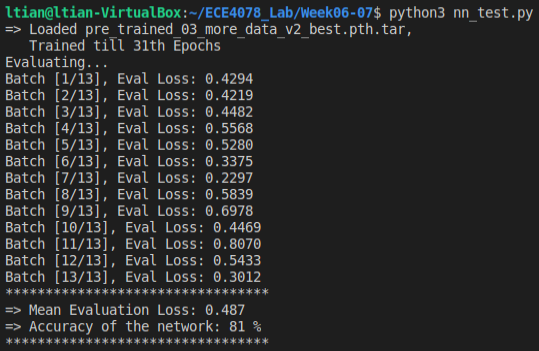 ltian@ltian-VirtualBox:~/ECE4078_Lab/Week06-07$ python3 nn_test.py
=> Loaded pre_trained_03_more_data_v2_best.pth.tar,
   Trained till 31th Epochs
Evaluating...
Batch [1/13], Eval Loss: 0.4294
Batch [2/13], Eval Loss: 0.4219
Batch [3/13], Eval Loss: 0.4482
Batch [4/13], Eval Loss: 0.5568
Batch [5/13], Eval Loss: 0.5280
Batch [6/13], Eval Loss: 0.3375
Batch [7/13], Eval Loss: 0.2297
Batch [8/13], Eval Loss: 0.5839
Batch [9/13], Eval Loss: 0.6978
Batch [10/13], Eval Loss: 0.4469
Batch [11/13], Eval Loss: 0.8070
Batch [12/13], Eval Loss: 0.5433
Batch [13/13], Eval Loss: 0.3012
*********************************
=> Mean Evaluation Loss: 0.487
=> Accuracy of the network: 81 %
*********************************